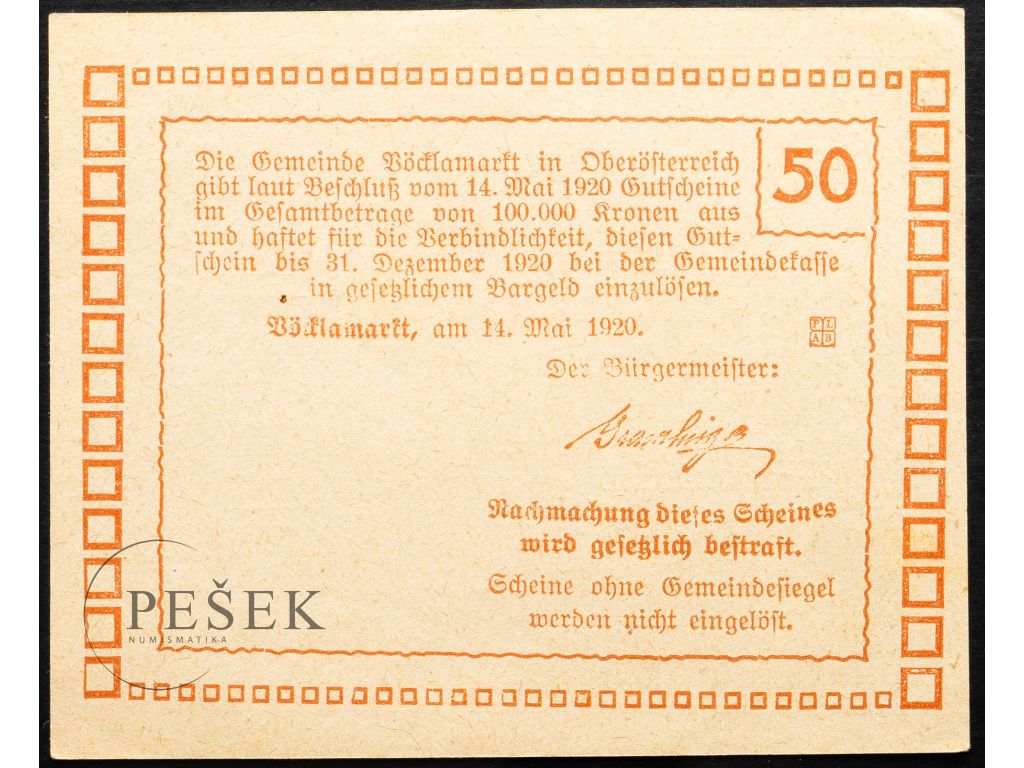 Die Gemeinde Vöcklamarkt in Oberösterreich
gibt laut Beschluß vom 14. Mai 1920 Gutscheine
im Gesamtbetrage von 100.000 Kronen aus
und haftet für die Verbindlichkeit, diesen Gut=
schein bis 31. Dezember 1920 bei der Gemeindekasse
in gesetzlichem Bargeld einzulösen.
50
Vöcklamarkt, am 14. Mai 1920.
P L
A B
Der Bürgermeister:
Nachmachung dieses Scheines
wird gesetzlich bestraft.
Scheine ohne Gemeindesiegel
werden nicht eingelöst.
PEŠEK
NUMISMATIKA